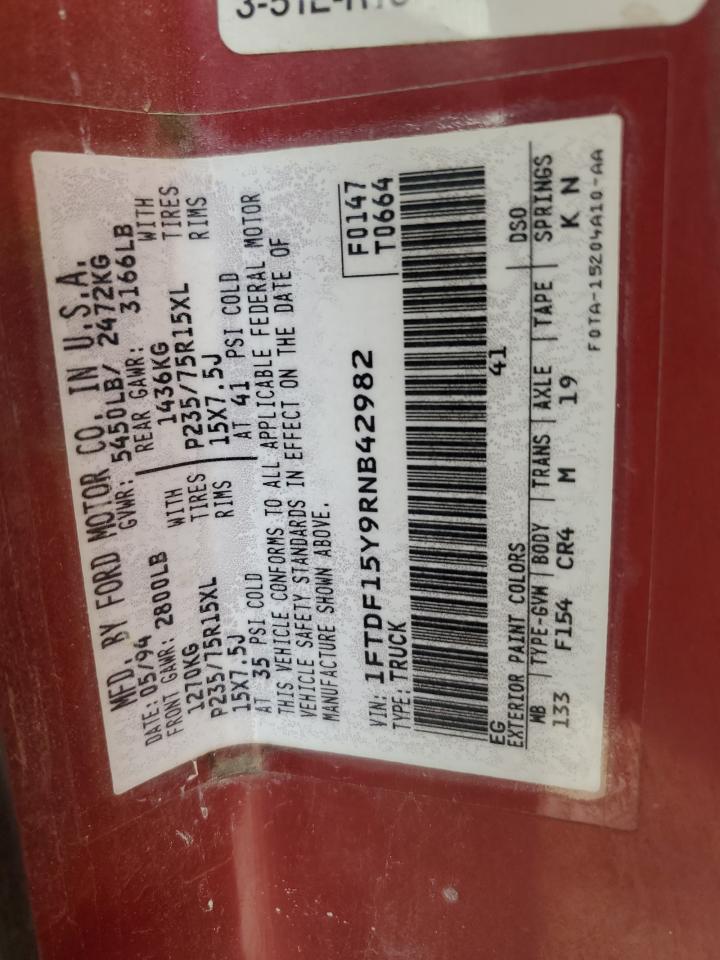 3-51E-R16
MFD. BY FORD MOTOR CO. IN U.S.A.
DATE: 05/94 GVWR: 5450LB/ 2472KG
FRONT GAWR: 2800LB REAR GAWR: 3166LB
1270KG WITH 1436KG WITH
P235/75R15XL TIRES P235/75R15XL TIRES
15X7.5J RIMS 15X7.5J RIMS
AT 35 PSI COLD AT 41 PSI COLD
THIS VEHICLE CONFORMS TO ALL APPLICABLE FEDERAL MOTOR
VEHICLE SAFETY STANDARDS IN EFFECT ON THE DATE OF
MANUFACTURE SHOWN ABOVE.
VIN: 1FTDF15Y9RNB42982 F0147
TYPE: TRUCK T0664
EG 41
EXTERIOR PAINT COLORS DSO
WB TYPE-GVW BODY TRANS AXLE TAPE SPRINGS
133 F154 CR4 M 19 K N
F0TA-15204A10-AA